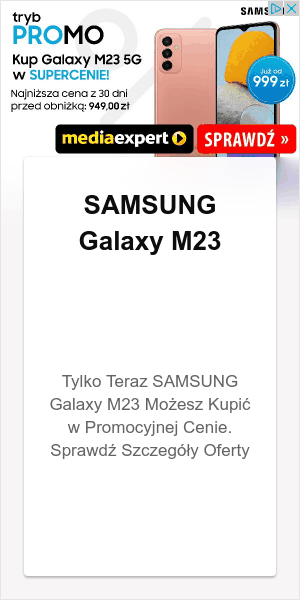 tryb
PROMO
Kup Galaxy M23 5G
w SUPERCENIE!
Najniższa cena z 30 dni
przed obniżką: 949,00 zł
SAMS
Już od
999 zł
mediaexpert
SPRAWDŹ »
SAMSUNG
Galaxy M23
Tylko Teraz SAMSUNG
Galaxy M23 Możesz Kupić
w Promocyjnej Cenie.
Sprawdź Szczegóły Oferty